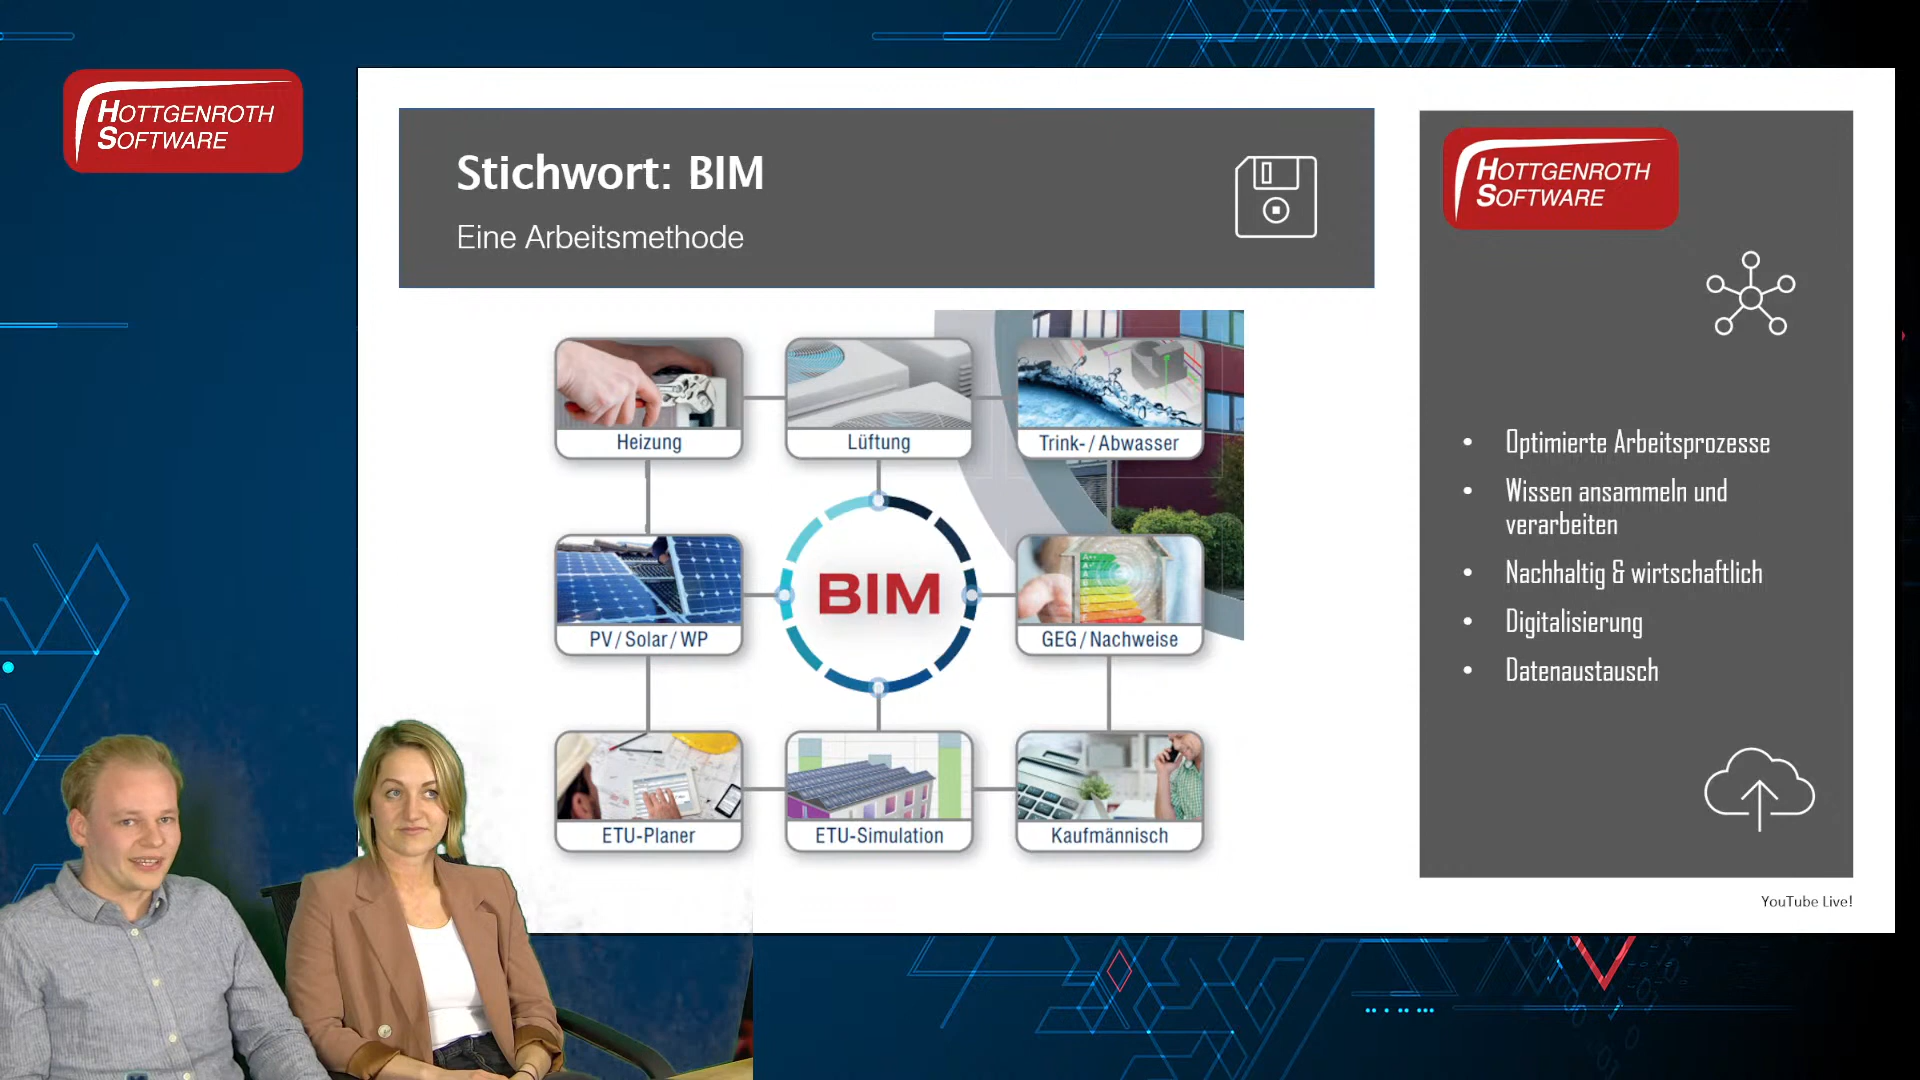 HOTTGENROTH
SOFTWARE
Stichwort: BIM
Eine Arbeitsmethode
HOTTGENROTH
SOFTWARE
Heizung
Lüftung
Trink-/Abwasser
PV/Solar/WP
BIM
GEG/Nachweise
ETU-Planer
ETU-Simulation
Kaufmännisch
• Optimierte Arbeitsprozesse
• Wissen ansammeln und
verarbeiten
• Nachhaltig & wirtschaftlich
• Digitalisierung
• Datenaustausch
YouTube Live!